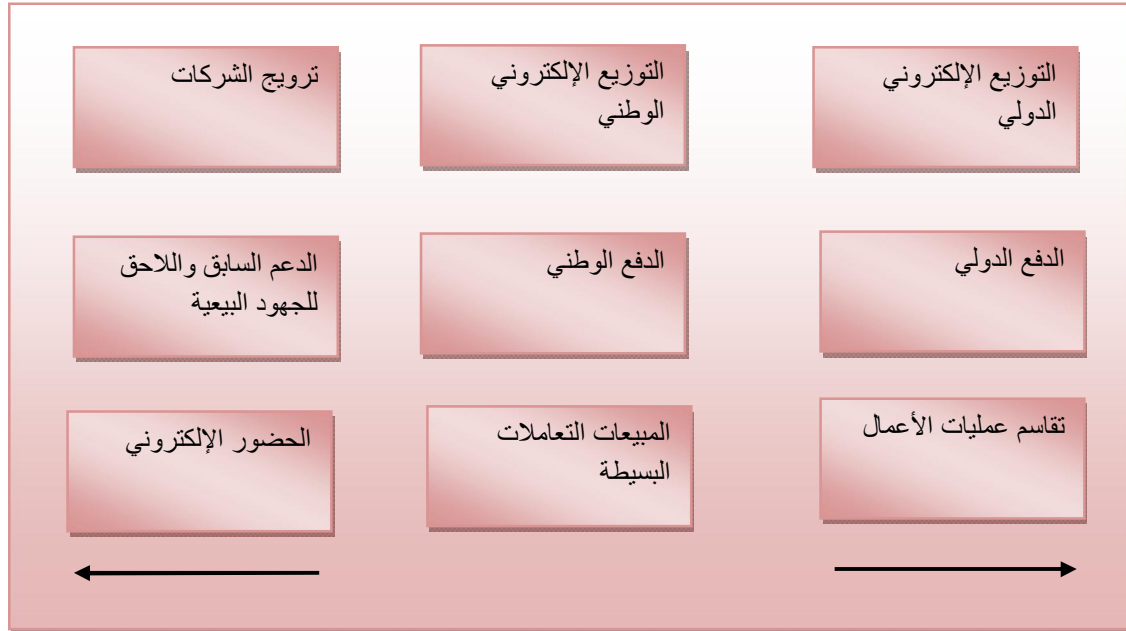 التوزيع الإلكتروني
الدولي
التوزيع الإلكتروني
الوطني
ترويج الشركات
الدفع الدولي
الدفع الوطني
الدعم السابق واللاحق
للجهود البيعية
تقاسم عمليات الأعمال
المبيعات التعاملات
البسيطة
الحضور الإلكتروني